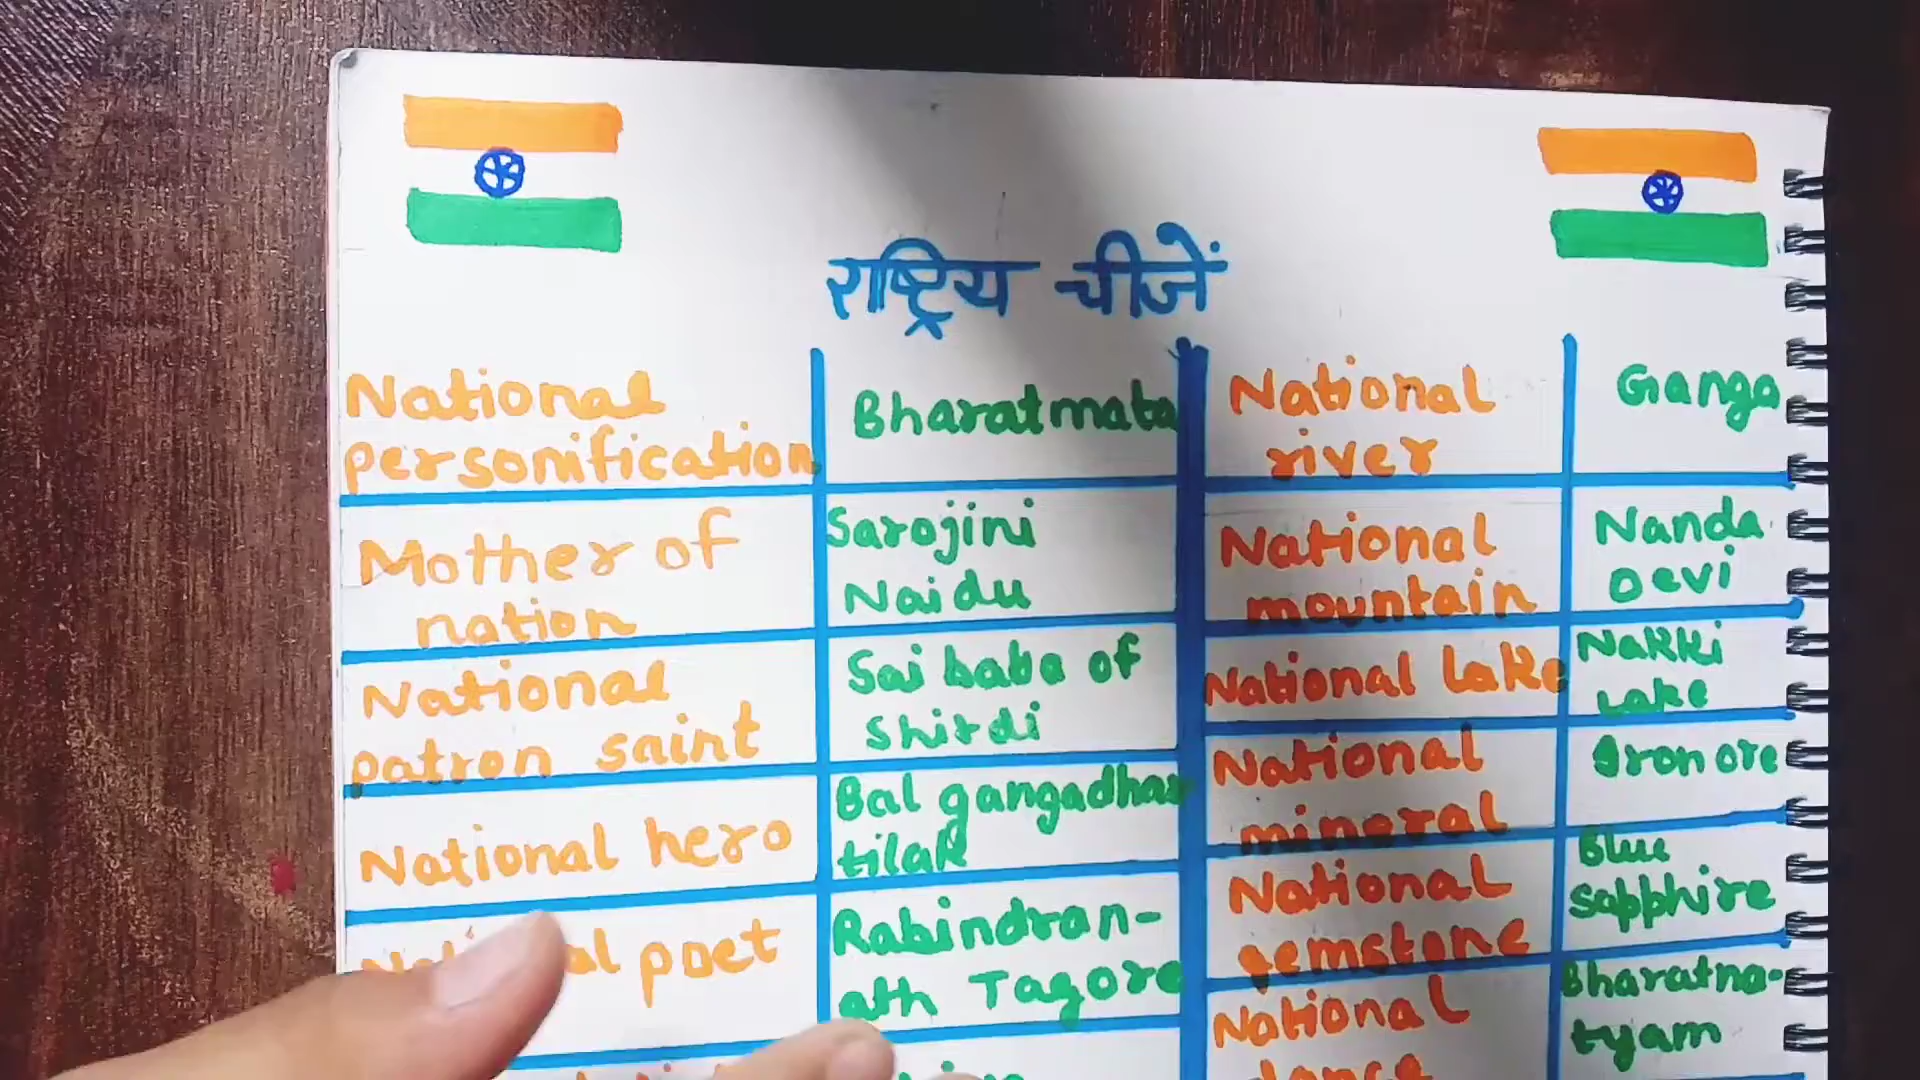 राष्ट्रिय चीजें
National
personification
Bharatmata
National
river
Ganga
Mother of
nation
Sarojini
Naidu
National
mountain
Nanda
Devi
National
patron saint
Sai baba of
Shirdi
National lake
Nakki
Lake
National hero
Bal gangadhar
tilak
National
mineral
Iron ore
poet
Rabindran-
ath Tagore
National
gemstone
Blue
sapphire
National
dance
Bharatna-
tyam